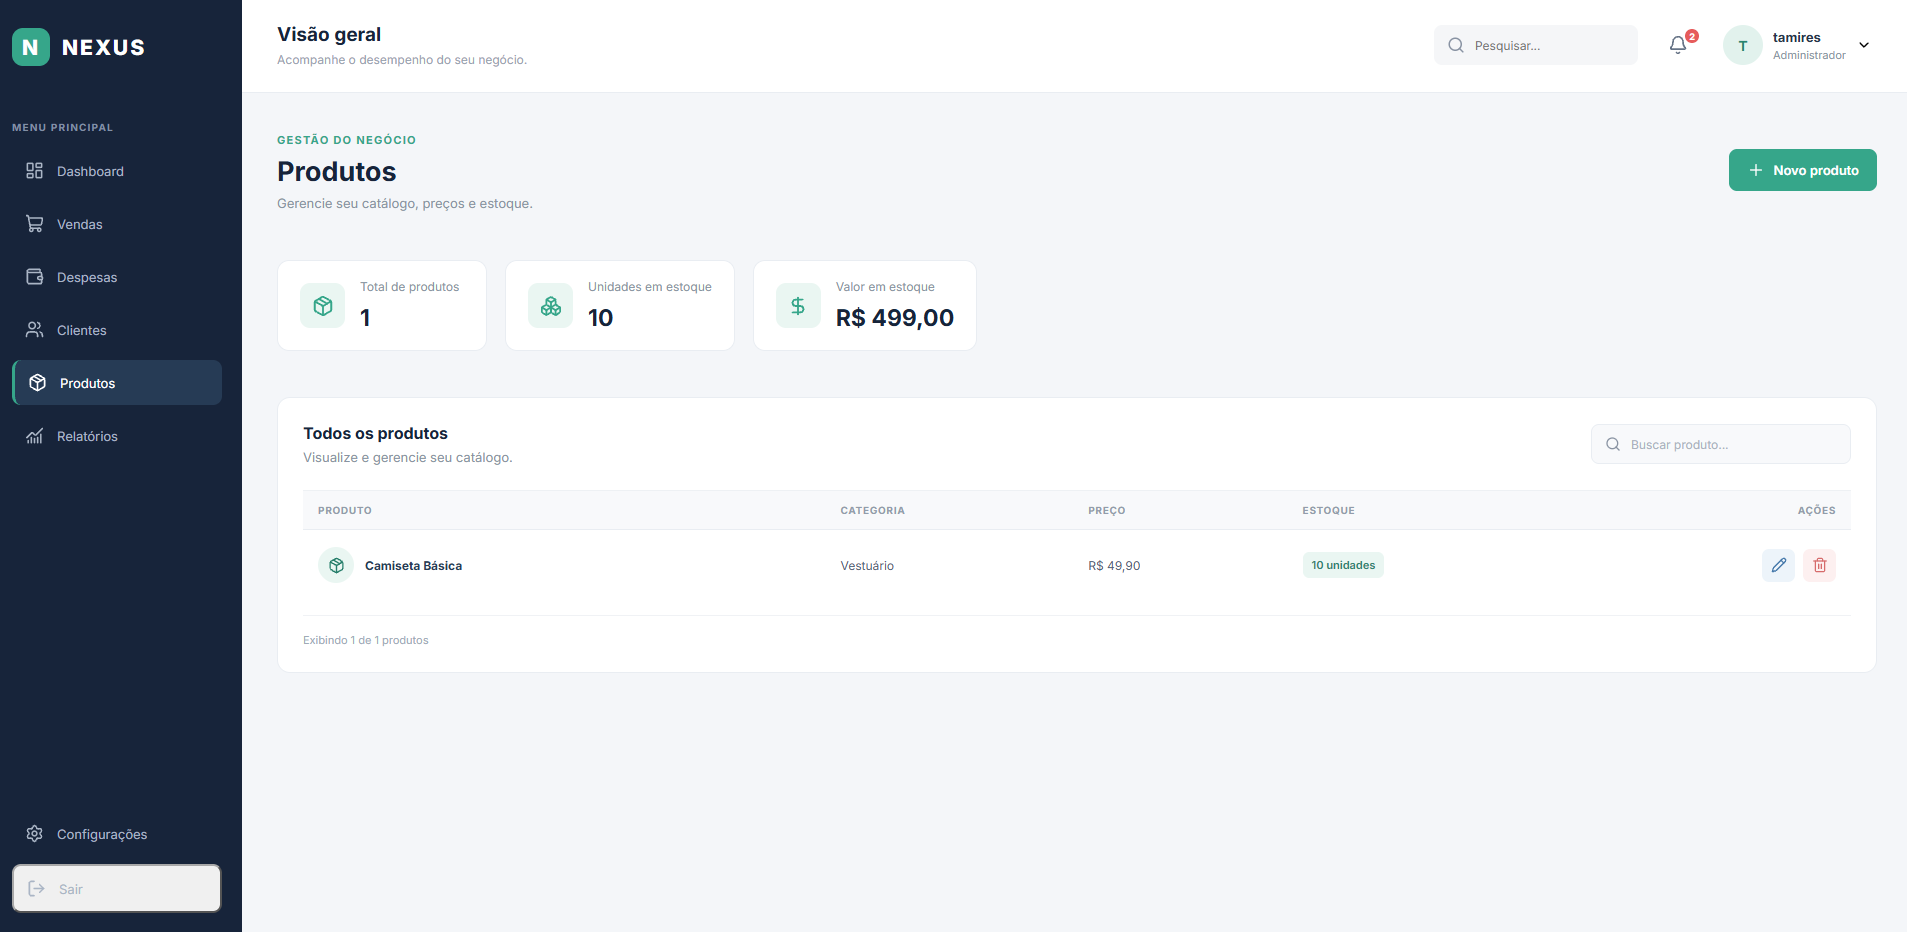 N NEXUS
MENU PRINCIPAL
Dashboard
Vendas
Despesas
Clientes
Produtos
Relatórios
Configurações
Sair
Visão geral
Acompanhe o desempenho do seu negócio.
Pesquisar...
2
T
tamires
Administrador
GESTÃO DO NEGÓCIO
Produtos
Gerencie seu catálogo, preços e estoque.
Novo produto
Total de produtos
1
Unidades em estoque
10
Valor em estoque
R$ 499,00
Todos os produtos
Visualize e gerencie seu catálogo.
Buscar produto...
PRODUTO CATEGORIA PREÇO ESTOQUE AÇÕES
Camiseta Básica Vestuário R$ 49,90 10 unidades
Exibindo 1 de 1 produtos